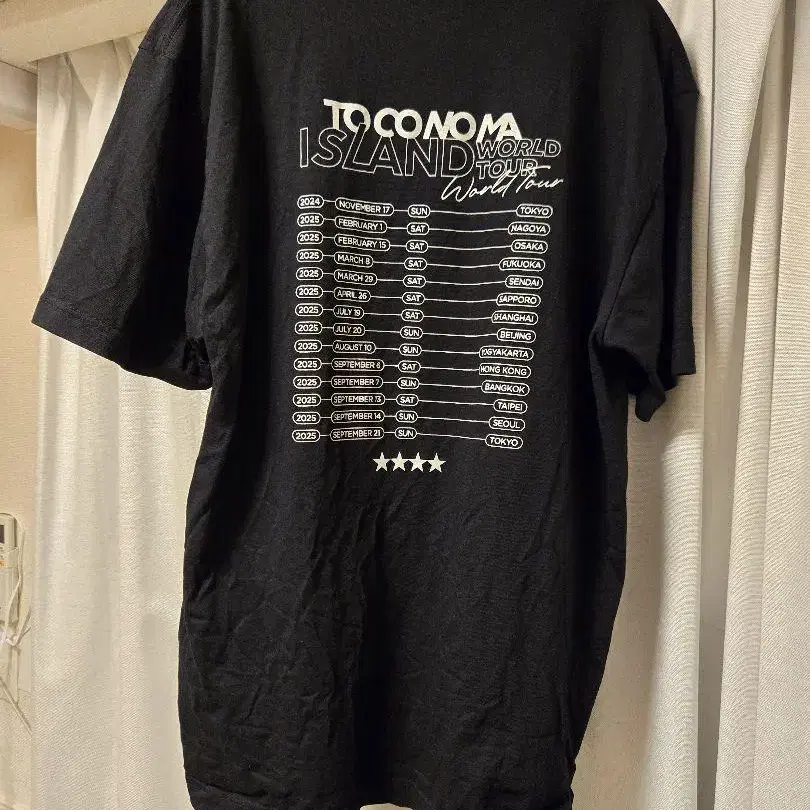 TOCONOMA
ISLAND WORLD TOUR
World Tour
2024 NOVEMBER 17 SUN TOKYO
2025 FEBRUARY 1 SAT NAGOYA
2025 FEBRUARY 15 SAT OSAKA
2025 MARCH 8 SAT FUKUOKA
2025 MARCH 29 SAT SENDAI
2025 APRIL 26 SAT SAPPORO
2025 JULY 19 SAT SHANGHAI
2025 JULY 20 SUN BEIJING
2025 AUGUST 10 SUN YOGYAKARTA
2025 SEPTEMBER 6 SAT HONG KONG
2025 SEPTEMBER 7 SUN BANGKOK
2025 SEPTEMBER 13 SAT TAIPEI
2025 SEPTEMBER 14 SUN SEOUL
2025 SEPTEMBER 21 SUN TOKYO